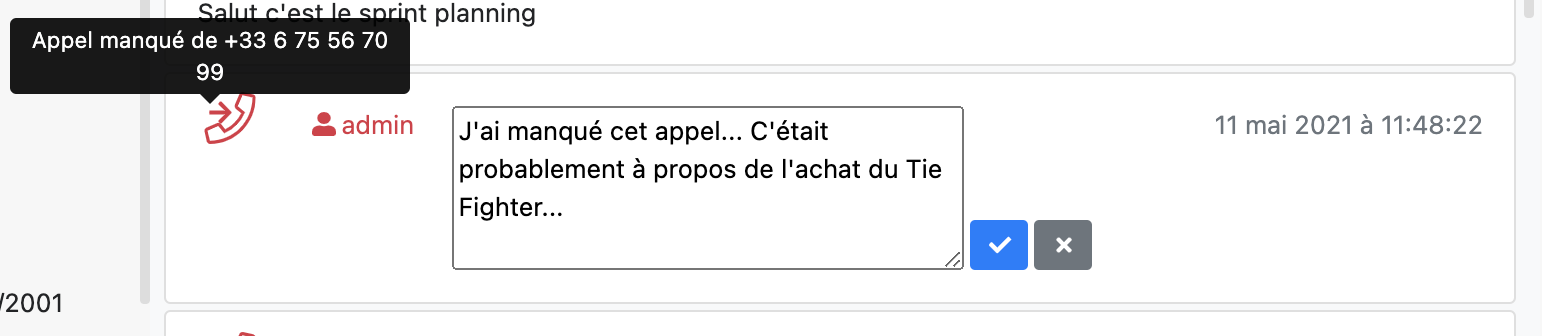 Salut c'est le sprint planning
Appel manqué de +33 6 75 56 70
99
admin
J'ai manqué cet appel... C'était
probablement à propos de l'achat du Tie
Fighter...
11 mai 2021 à 11:48:22
/2001